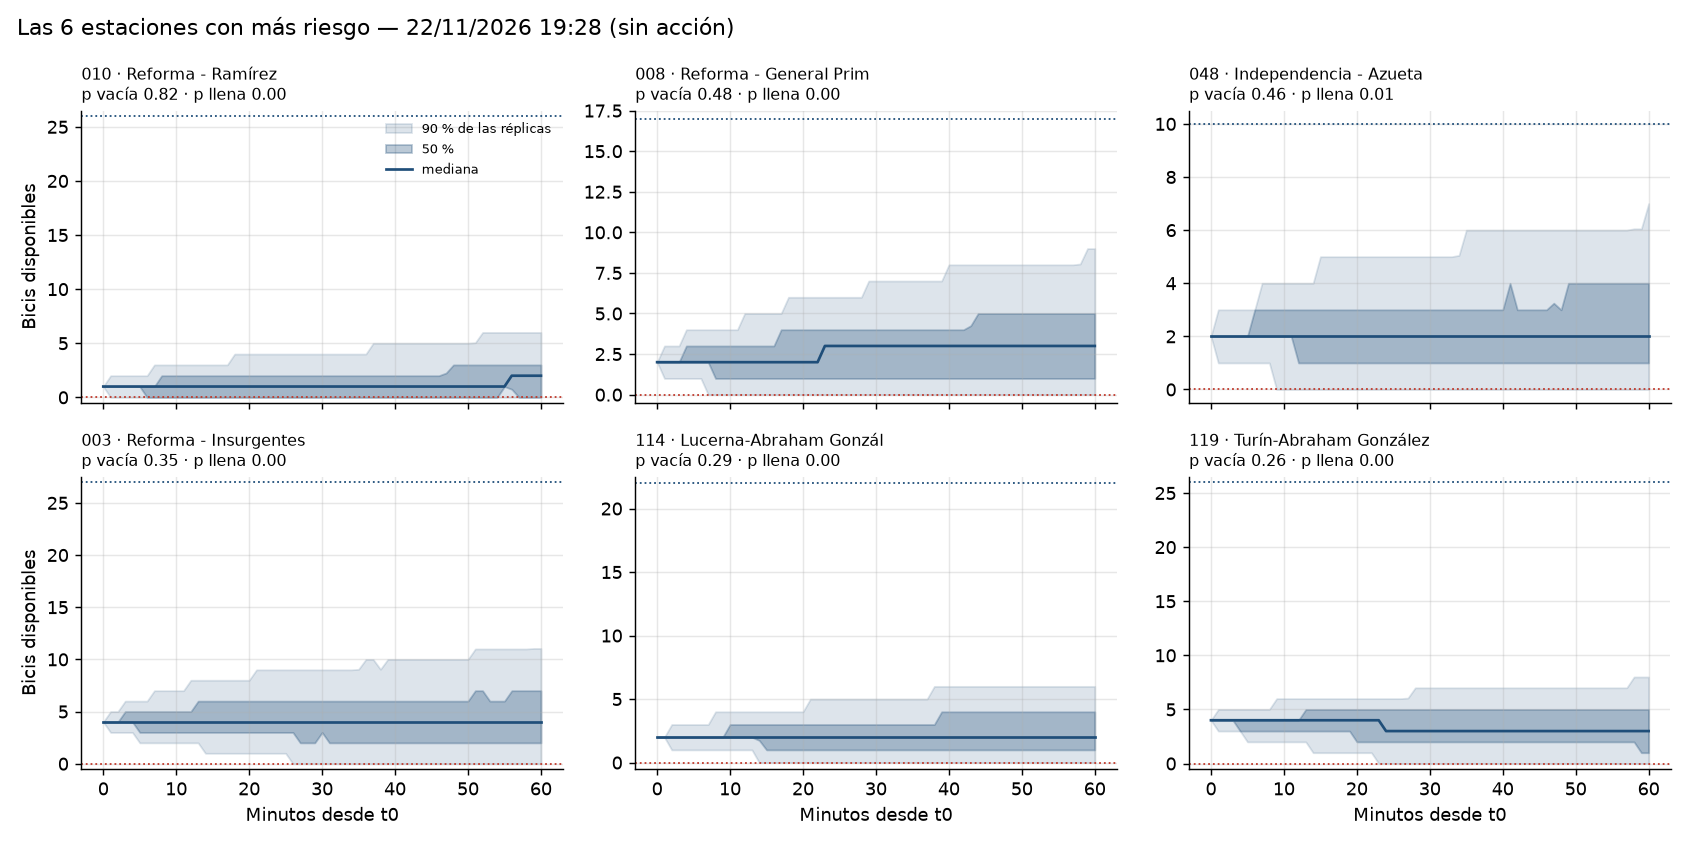 Las 6 estaciones con más riesgo — 22/11/2026 19:28 (sin acción)
010 · Reforma - Ramírez
p vacía 0.82 · p llena 0.00
90 % de las réplicas
50 %
mediana
25
20
15
10
5
0
Bicis disponibles
008 · Reforma - General Prim
p vacía 0.48 · p llena 0.00
17.5
15.0
12.5
10.0
7.5
5.0
2.5
0.0
048 · Independencia - Azueta
p vacía 0.46 · p llena 0.01
10
8
6
4
2
0
003 · Reforma - Insurgentes
p vacía 0.35 · p llena 0.00
25
20
15
10
5
0
Bicis disponibles
0 10 20 30 40 50 60
Minutos desde t0
114 · Lucerna-Abraham Gonzál
p vacía 0.29 · p llena 0.00
20
15
10
5
0
0 10 20 30 40 50 60
Minutos desde t0
119 · Turín-Abraham González
p vacía 0.26 · p llena 0.00
25
20
15
10
5
0
0 10 20 30 40 50 60
Minutos desde t0